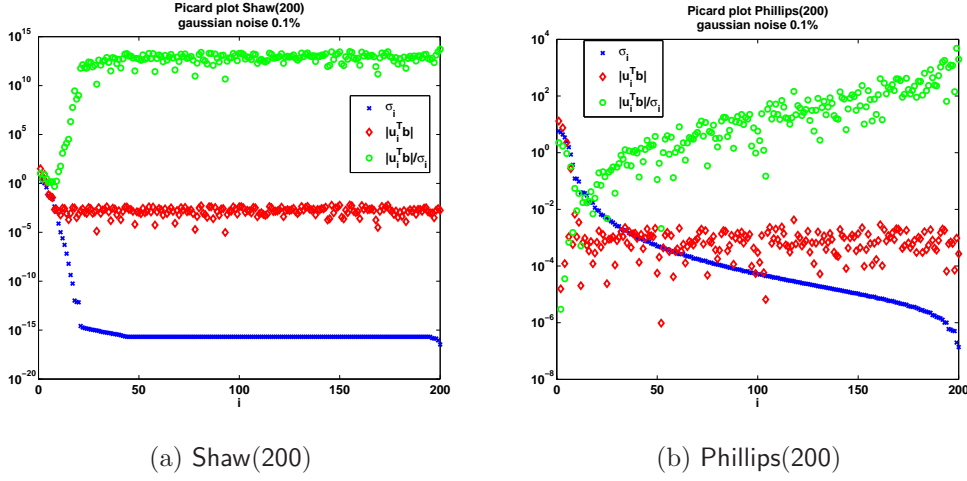 Picard plot Shaw(200)
gaussian noise 0.1%
10^15
10^10
10^5
10^0
10^-5
10^-10
10^-15
10^-20
0 50 100 150 200
i
σ_i
|u_i^T b|
|u_i^T b|/σ_i
(a) Shaw(200)
Picard plot Phillips(200)
gaussian noise 0.1%
10^4
10^2
10^0
10^-2
10^-4
10^-6
10^-8
0 50 100 150 200
i
σ_i
|u_i^T b|
|u_i^T b|/σ_i
(b) Phillips(200)